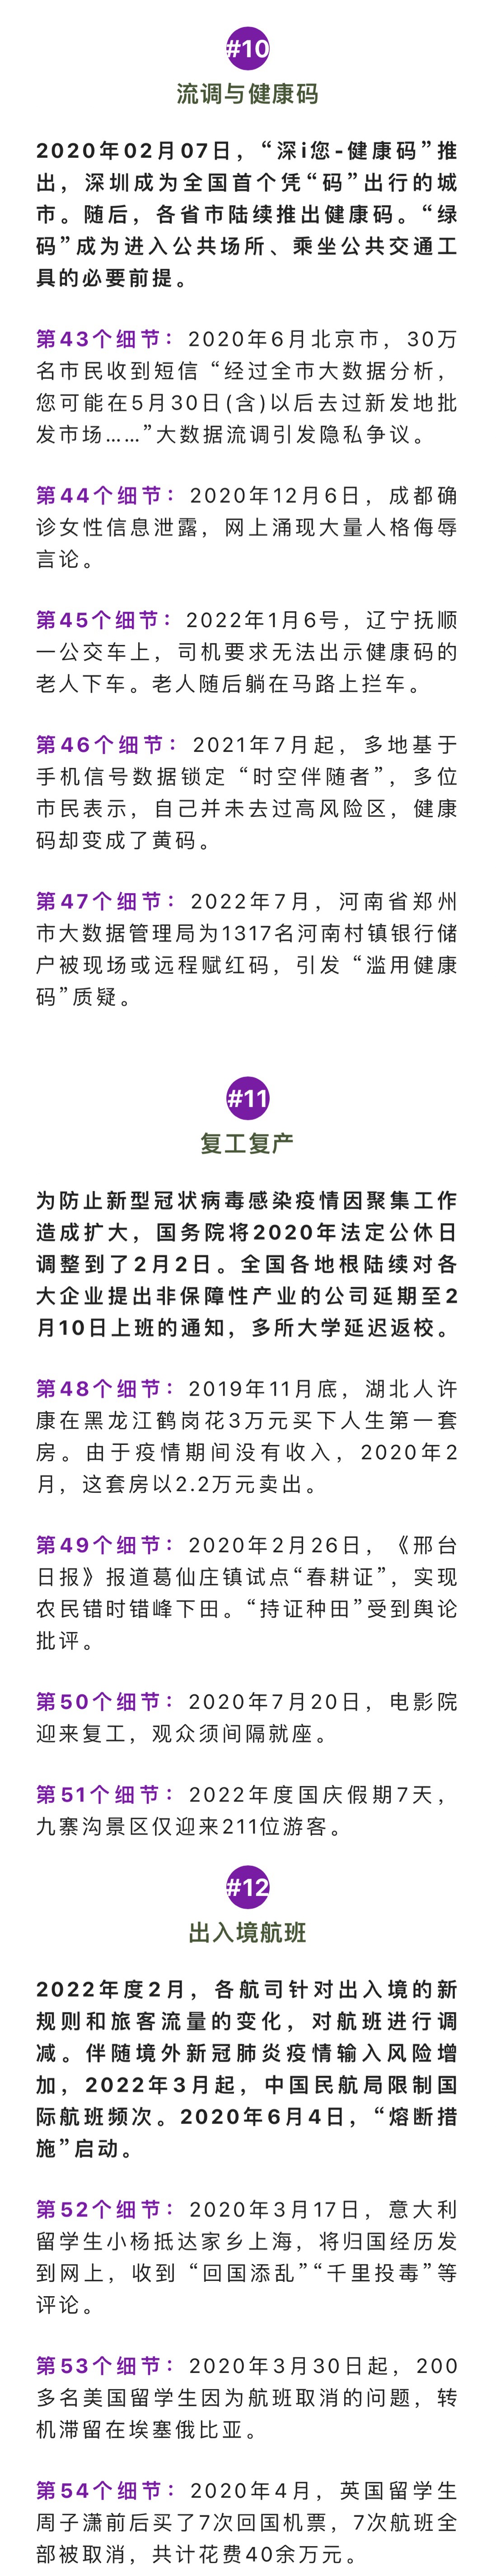 #10
流调与健康码
2020年02月07日，“深i您-健康码”推
出，深圳成为全国首个凭“码”出行的城
市。随后，各省市陆续推出健康码。“绿
码”成为进入公共场所、乘坐公共交通工
具的必要前提。
第43个细节：2020年6月北京市，30万
名市民收到短信“经过全市大数据分析，
您可能在5月30日(含)以后去过新发地批
发市场……”大数据流调引发隐私争议。
第44个细节：2020年12月6日，成都确
诊女性信息泄露，网上涌现大量人格侮辱
言论。
第45个细节：2022年1月6号，辽宁抚顺
一公交车上，司机要求无法出示健康码的
老人下车。老人随后躺在马路上拦车。
第46个细节：2021年7月起，多地基于
手机信号数据锁定“时空伴随者”，多位
市民表示，自己并未去过高风险区，健康
码却变成了黄码。
第47个细节：2022年7月，河南省郑州
市大数据管理局为1317名河南村镇银行储
户被现场或远程赋红码，引发“滥用健康
码”质疑。
#11
复工复产
为防止新型冠状病毒感染疫情因聚集工作
造成扩大，国务院将2020年法定公休日
调整到了2月2日。全国各地根陆续对各
大企业提出非保障性产业的公司延期至2
月10日上班的通知，多所大学延迟返校。
第48个细节：2019年11月底，湖北人许
康在黑龙江鹤岗花3万元买下人生第一套
房。由于疫情期间没有收入，2020年2
月，这套房以2.2万元卖出。
第49个细节：2020年2月26日，《邢台
日报》报道葛仙庄镇试点“春耕证”，实现
农民错时错峰下田。“持证种田”受到舆论
批评。
第50个细节：2020年7月20日，电影院
迎来复工，观众须间隔就座。
第51个细节：2022年度国庆假期7天，
九寨沟景区仅迎来211位游客。
#12
出入境航班
2022年度2月，各航司针对出入境的新
规则和旅客流量的变化，对航班进行调
减。伴随境外新冠肺炎疫情输入风险增
加，2022年3月起，中国民航局限制国
际航班频次。2020年6月4日，“熔断措
施”启动。
第52个细节：2020年3月17日，意大利
留学生小杨抵达家乡上海，将归国经历发
到网上，收到“回国添乱”“千里投毒”等
评论。
第53个细节：2020年3月30日起，200
多名美国留学生因为航班取消的问题，转
机滞留在埃塞俄比亚。
第54个细节：2020年4月，英国留学生
周子潇前后买了7次回国机票，7次航班全
部被取消，共计花费40余万元。